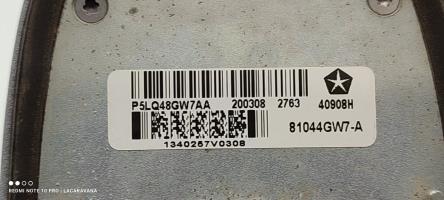 P5LQ48GW7AA 200308 2763 40908H
81044GW7-A
1340257V0308
REDMI NOTE 10 PRO | LACARAVANA